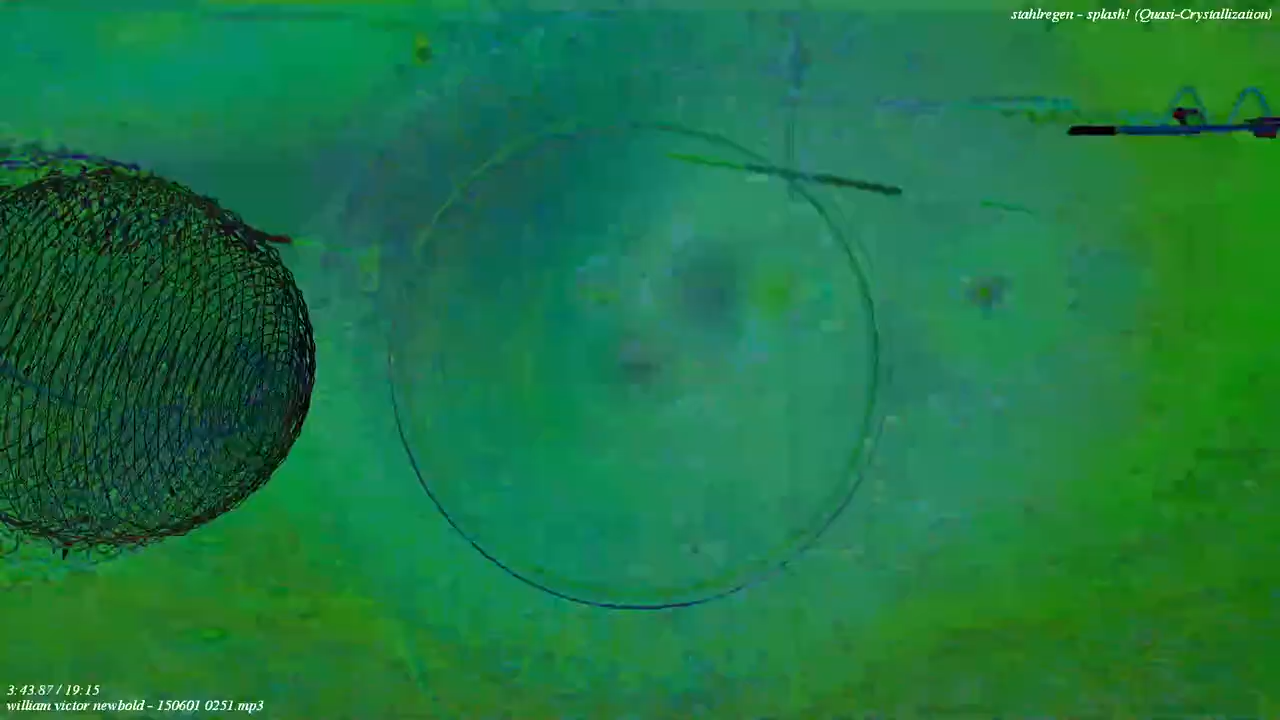 stahlregen - splash! (Quasi-Crystallization)
3:43.87 / 19:15
william victor newbold - 150601 0251.mp3